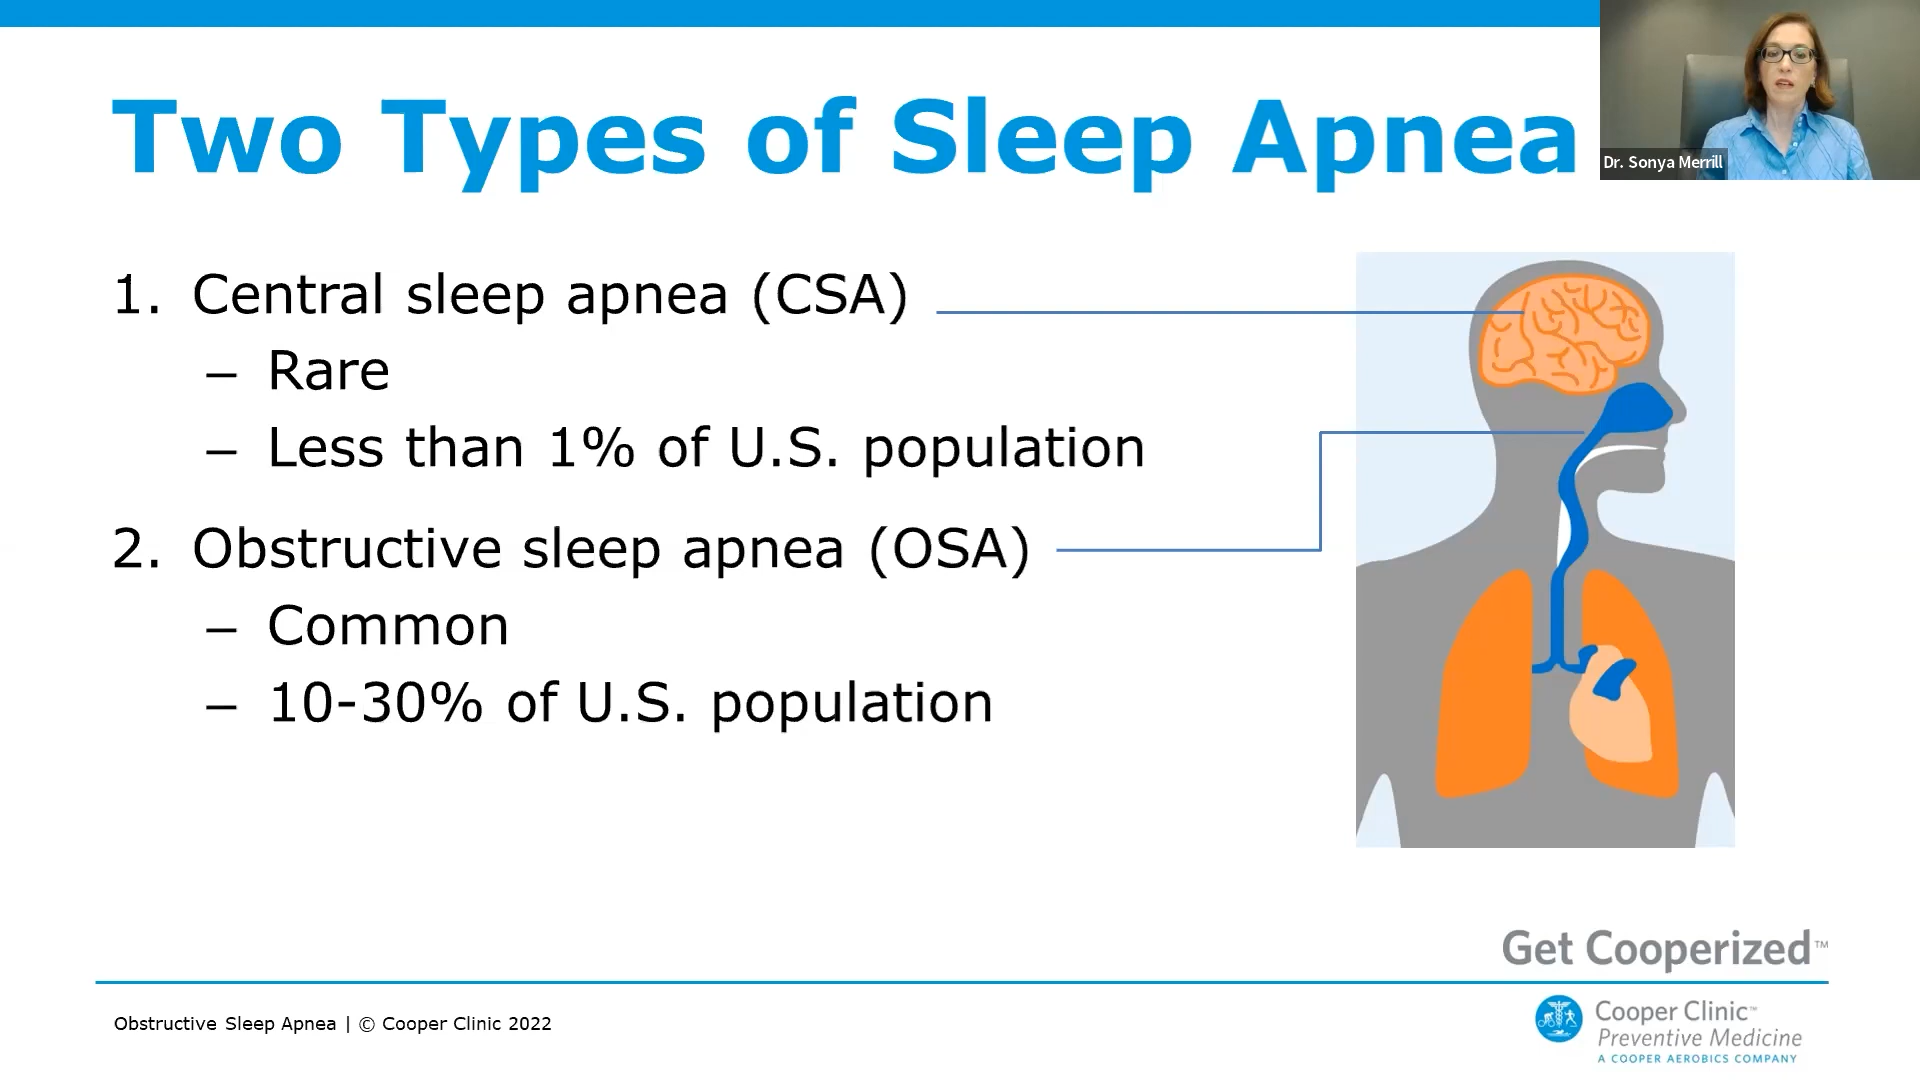 Two Types of Sleep Apnea
Dr. Sonya Merrill
1. Central sleep apnea (CSA)
– Rare
– Less than 1% of U.S. population
2. Obstructive sleep apnea (OSA)
– Common
– 10-30% of U.S. population
Get Cooperized™
Obstructive Sleep Apnea | © Cooper Clinic 2022
Cooper Clinic™
Preventive Medicine
A COOPER AEROBICS COMPANY